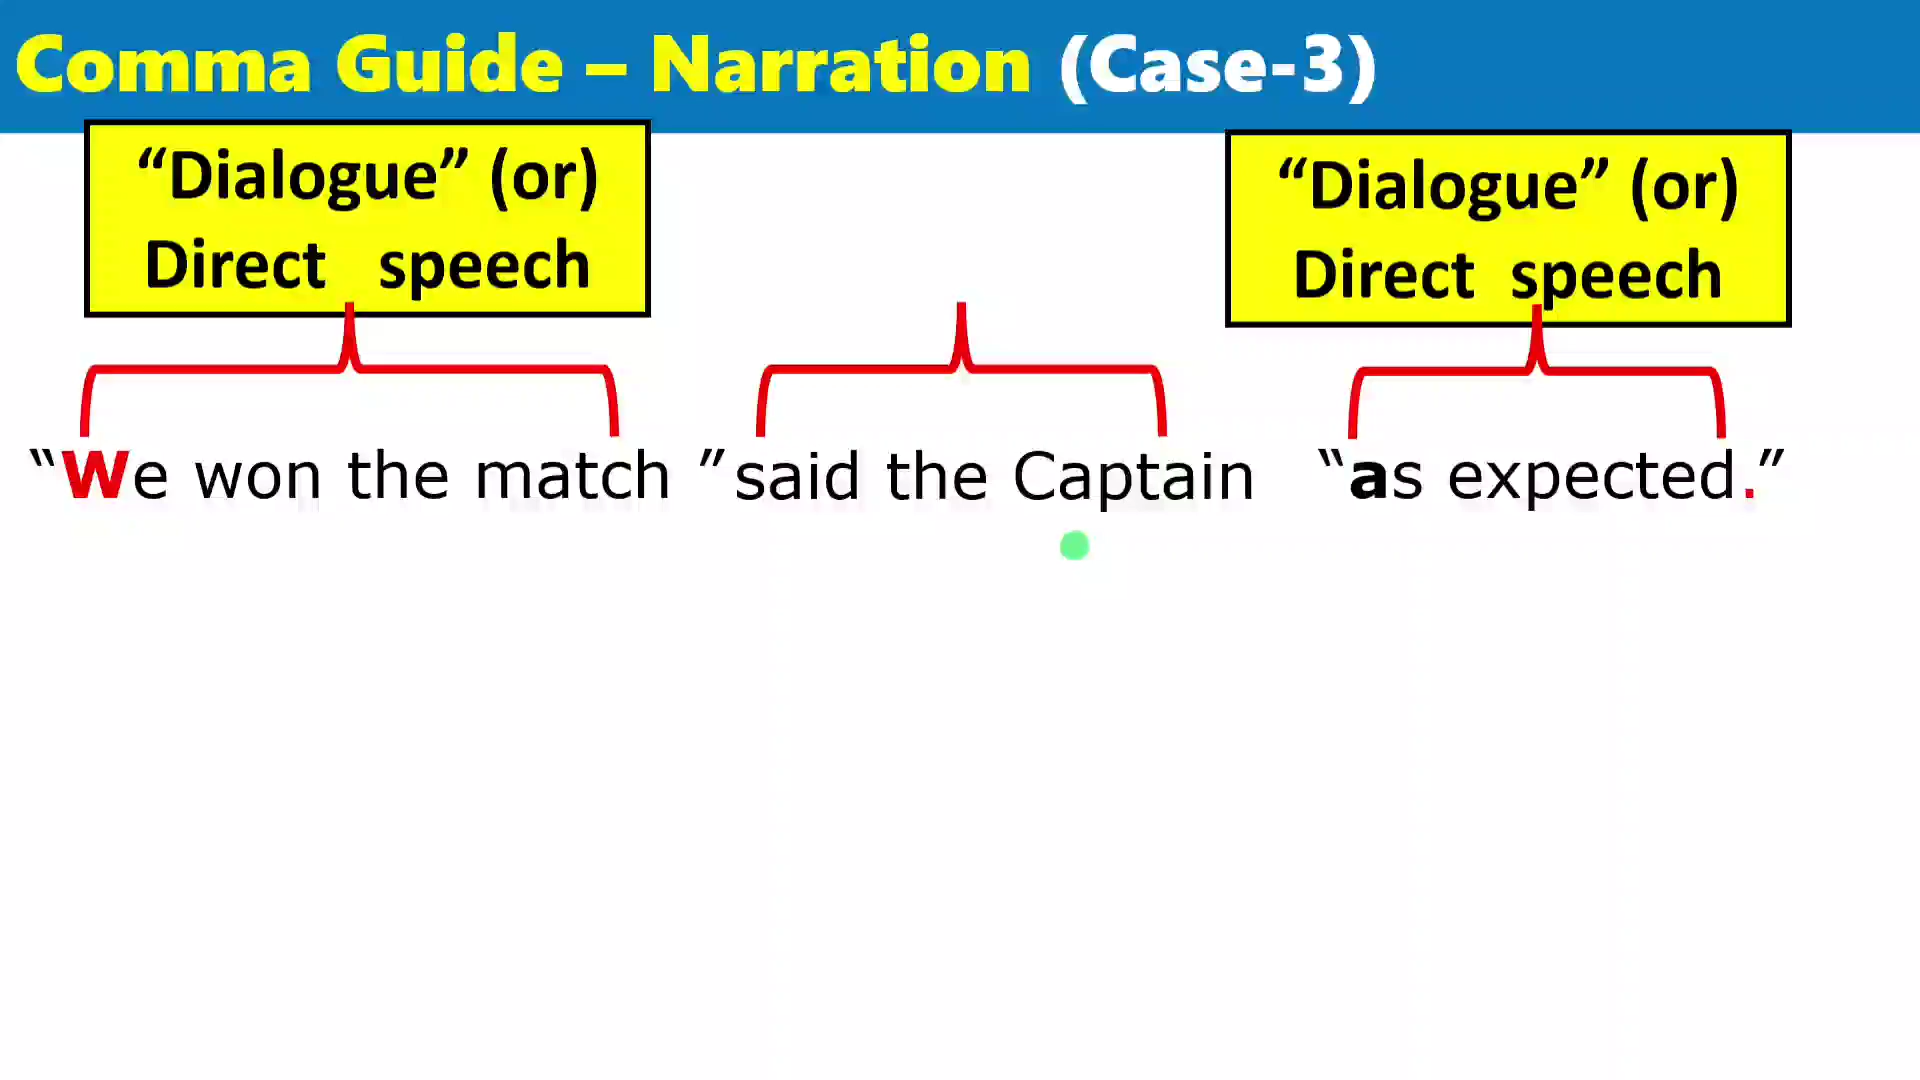 Comma Guide – Narration (Case-3)
“Dialogue” (or)
Direct speech
“Dialogue” (or)
Direct speech
“We won the match ” said the Captain “as expected.”